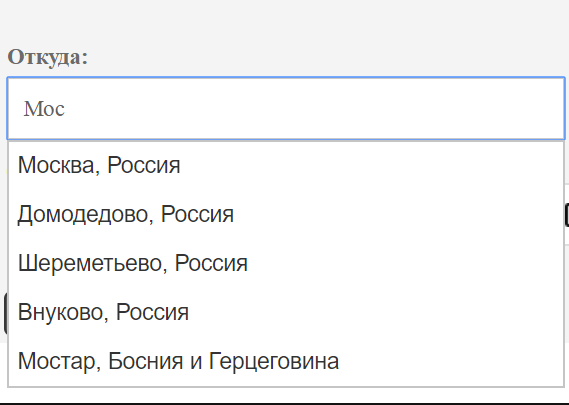 Откуда:
Мос
Москва, Россия
Домодедово, Россия
Шереметьево, Россия
Внуково, Россия
Мостар, Босния и Герцеговина